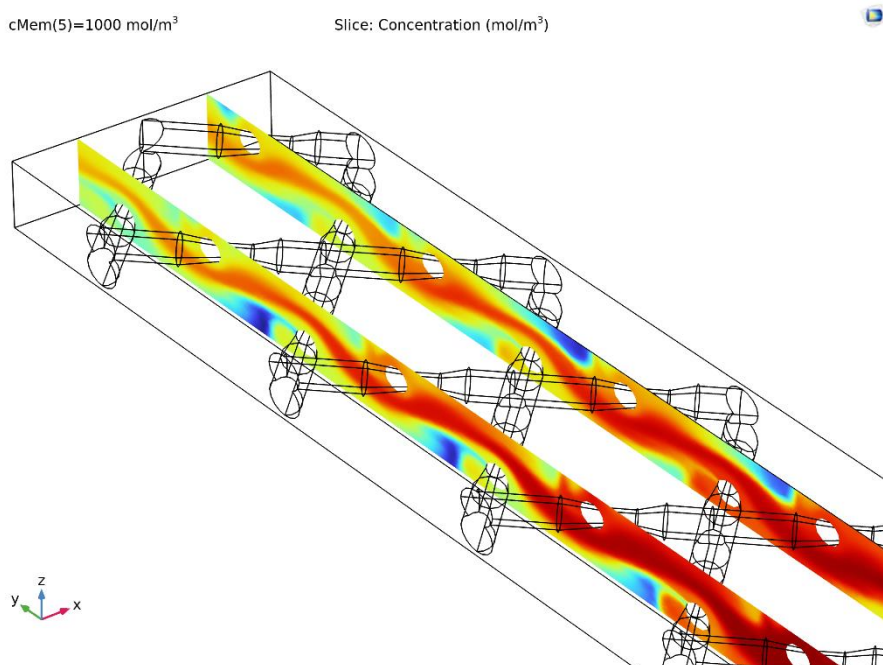 cMem(5)=1000 mol/m³
Slice: Concentration (mol/m³)
z
y
x